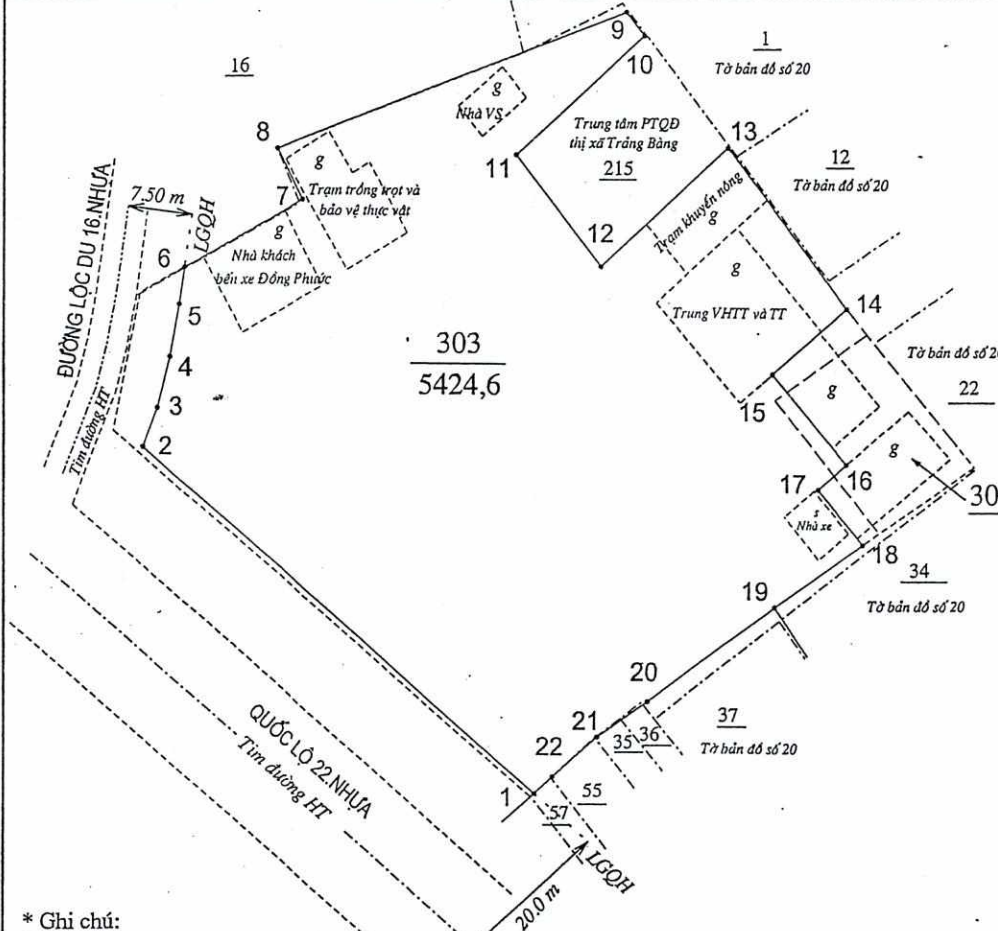 9
10
1
Tờ bản đồ số 20
16
g
Nhà VS
8
Trung tâm PTQĐ
thị xã Trảng Bàng
215
13
11
12
Tờ bản đồ số 20
7
g
Trạm trồng trọt và
bảo vệ thực vật
Trạm khuyến nông
g
7.50 m
LGQH
ĐƯỜNG LỘC DU 16.NHỰA
Tim đường HT
6
g
Nhà khách
bến xe Đồng Phước
12
g
5
Trung VHTT và TT
14
4
303
5424,6
Tờ bản đồ số 20
22
3
15
g
2
g
16
17
s
Nhà xe
30
18
34
Tờ bản đồ số 20
19
20
37
Tờ bản đồ số 20
21
35
36
22
QUỐC LỘ 22.NHỰA
Tim đường HT
1
55
57
LGQH
20.0 m
* Ghi chú: